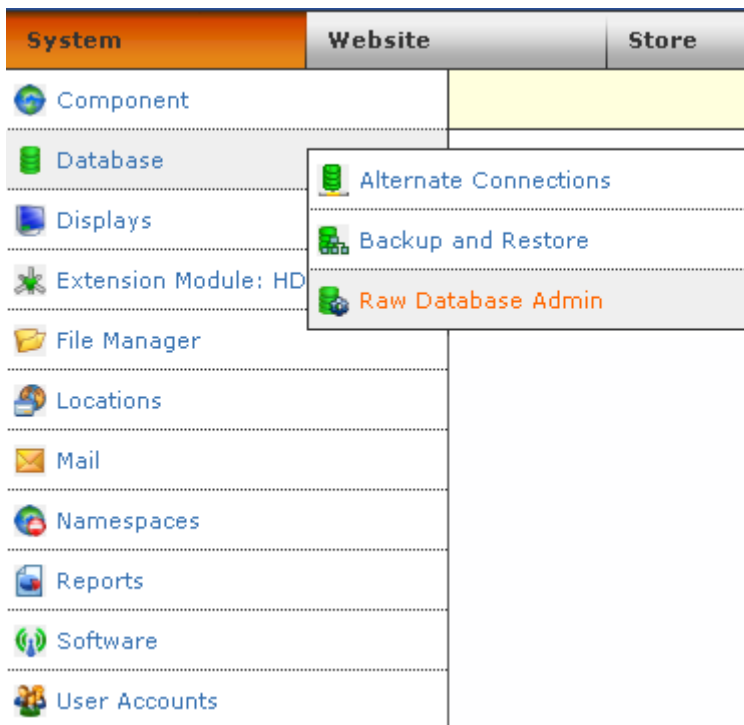 System Website Store
Component
Database
Alternate Connections
Displays
Backup and Restore
Extension Module: HD
Raw Database Admin
File Manager
Locations
Mail
Namespaces
Reports
Software
User Accounts